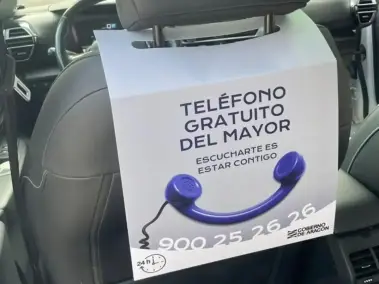 TELÉFONO
GRATUITO
DEL MAYOR
ESCUCHARTE ES
ESTAR CONTIGO
900 25 26 26
24 h
GOBIERNO
DE ARAGON